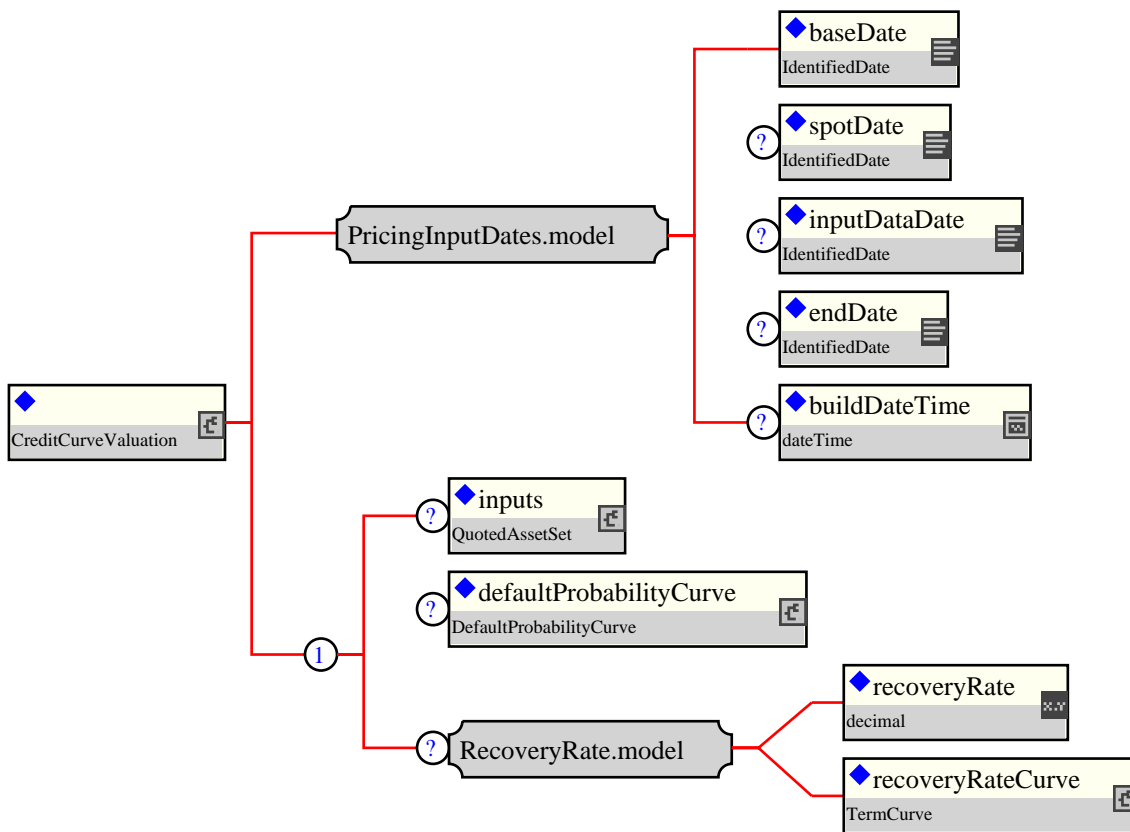 baseDate
IdentifiedDate
?
spotDate
IdentifiedDate
PricingInputDates.model
?
inputDataDate
IdentifiedDate
?
endDate
IdentifiedDate
CreditCurveValuation
?
buildDateTime
dateTime
?
inputs
QuotedAssetSet
?
defaultProbabilityCurve
DefaultProbabilityCurve
1
?
RecoveryRate.model
recoveryRate
decimal
x.y
recoveryRateCurve
TermCurve